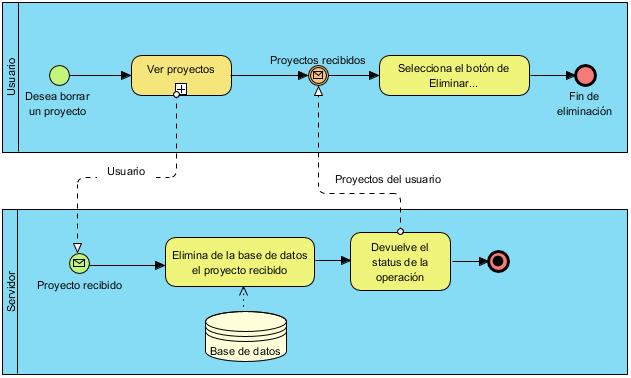 Usuario
Desea borrar
un proyecto
Ver proyectos
Proyectos recibidos
Selecciona el botón de
Eliminar...
Fin de
eliminación
Usuario
Proyectos del usuario
Servidor
Proyecto recibido
Elimina de la base de datos
el proyecto recibido
Devuelve el
status de la
operación
Base de datos